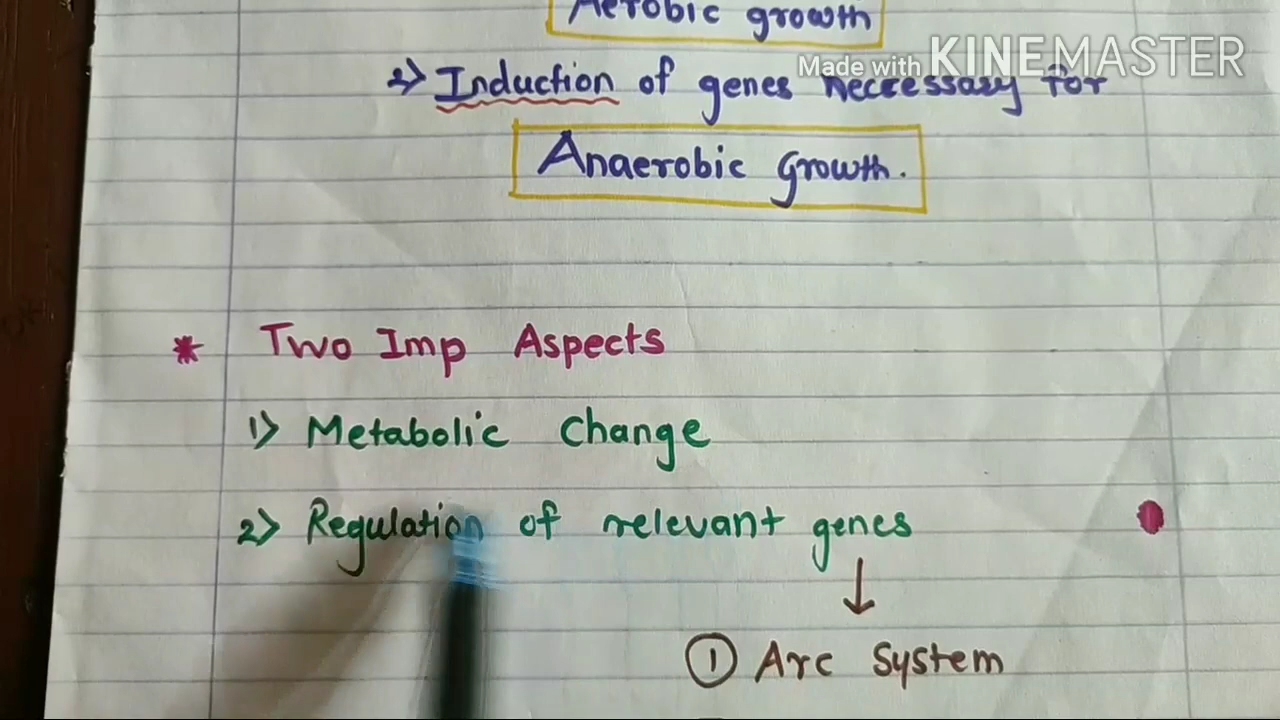 Aerobic growth
Made with KINEMASTER
2) Induction of genes neccessary for
Anaerobic Growth.
* Two Imp Aspects
1) Metabolic Change
2) Regulation of relevant genes
↓
① Arc System